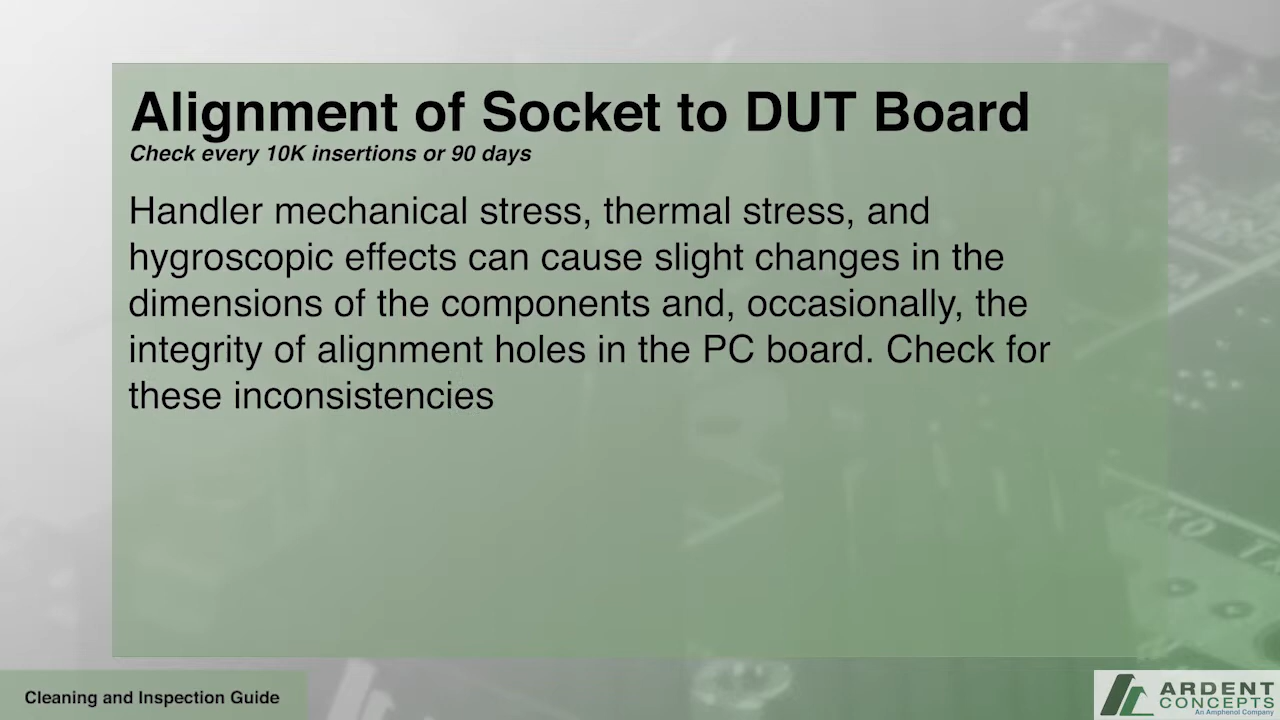 Alignment of Socket to DUT Board
Check every 10K insertions or 90 days
Handler mechanical stress, thermal stress, and
hygroscopic effects can cause slight changes in the
dimensions of the components and, occasionally, the
integrity of alignment holes in the PC board. Check for
these inconsistencies
Cleaning and Inspection Guide
ARDENT
CONCEPTS
An Amphenol Company